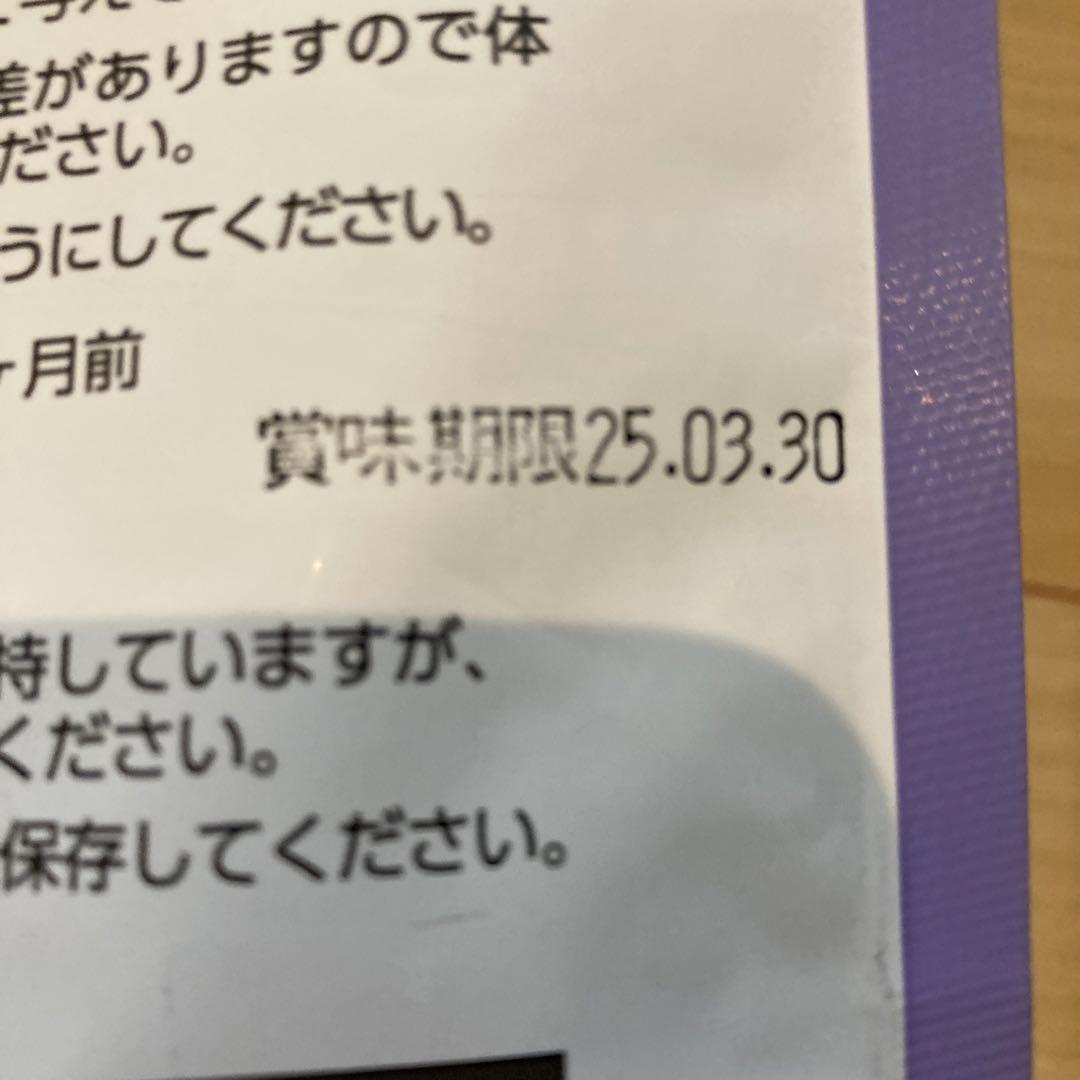 差がありますので体
ださい。
うにしてください。
ヶ月前
賞味期限25.03.30
持していますが、
ください。
保存してください。